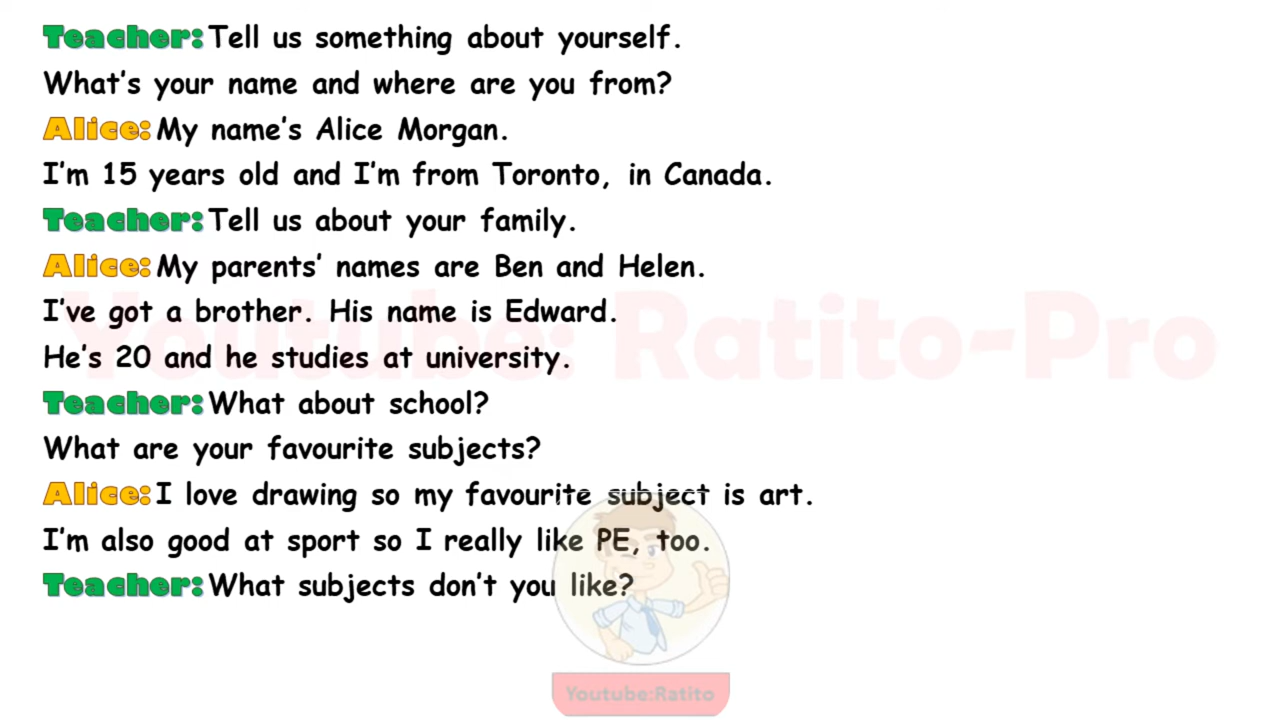 Teacher: Tell us something about yourself.
What's your name and where are you from?
Alice: My name's Alice Morgan.
I'm 15 years old and I'm from Toronto, in Canada.
Teacher: Tell us about your family.
Alice: My parents' names are Ben and Helen.
I've got a brother. His name is Edward.
Youtube: Ratito-Pro
He's 20 and he studies at university.
Teacher: What about school?
What are your favourite subjects?
Alice: I love drawing so my favourite subject is art.
I'm also good at sport so I really like PE, too.
Teacher: What subjects don't you like?
Youtube:Ratito